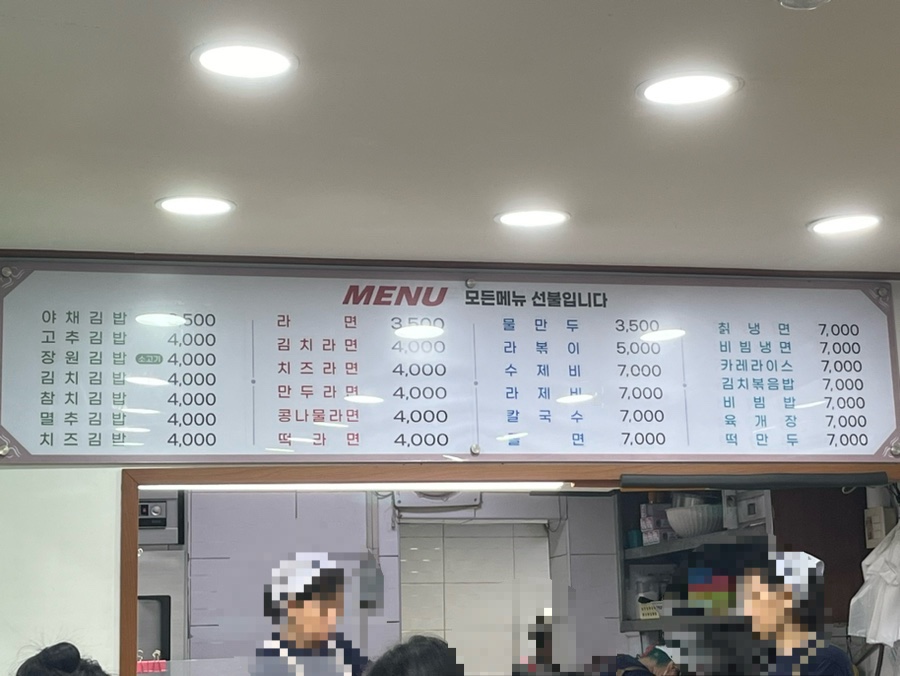 MENU 모든메뉴 선불입니다
야채김밥 3,500
고추김밥 4,000
장원김밥 소고기 4,000
김치김밥 4,000
참치김밥 4,000
멸추김밥 4,000
치즈김밥 4,000
라면 3,500
김치라면 4,000
치즈라면 4,000
만두라면 4,000
콩나물라면 4,000
떡라면 4,000
물만두 3,500
라볶이 5,000
수제비 7,000
라제비 7,000
칼국수 7,000
면 7,000
칡냉면 7,000
비빔냉면 7,000
카레라이스 7,000
김치볶음밥 7,000
비빔밥 7,000
육개장 7,000
떡만두 7,000